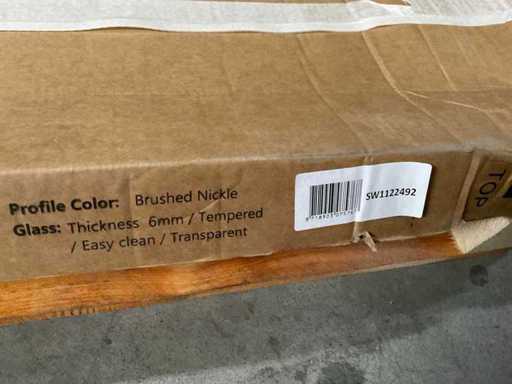 Profile Color: Brushed Nickle
Glass: Thickness 6mm / Tempered
/ Easy clean / Transparent
SW1122492
TOP